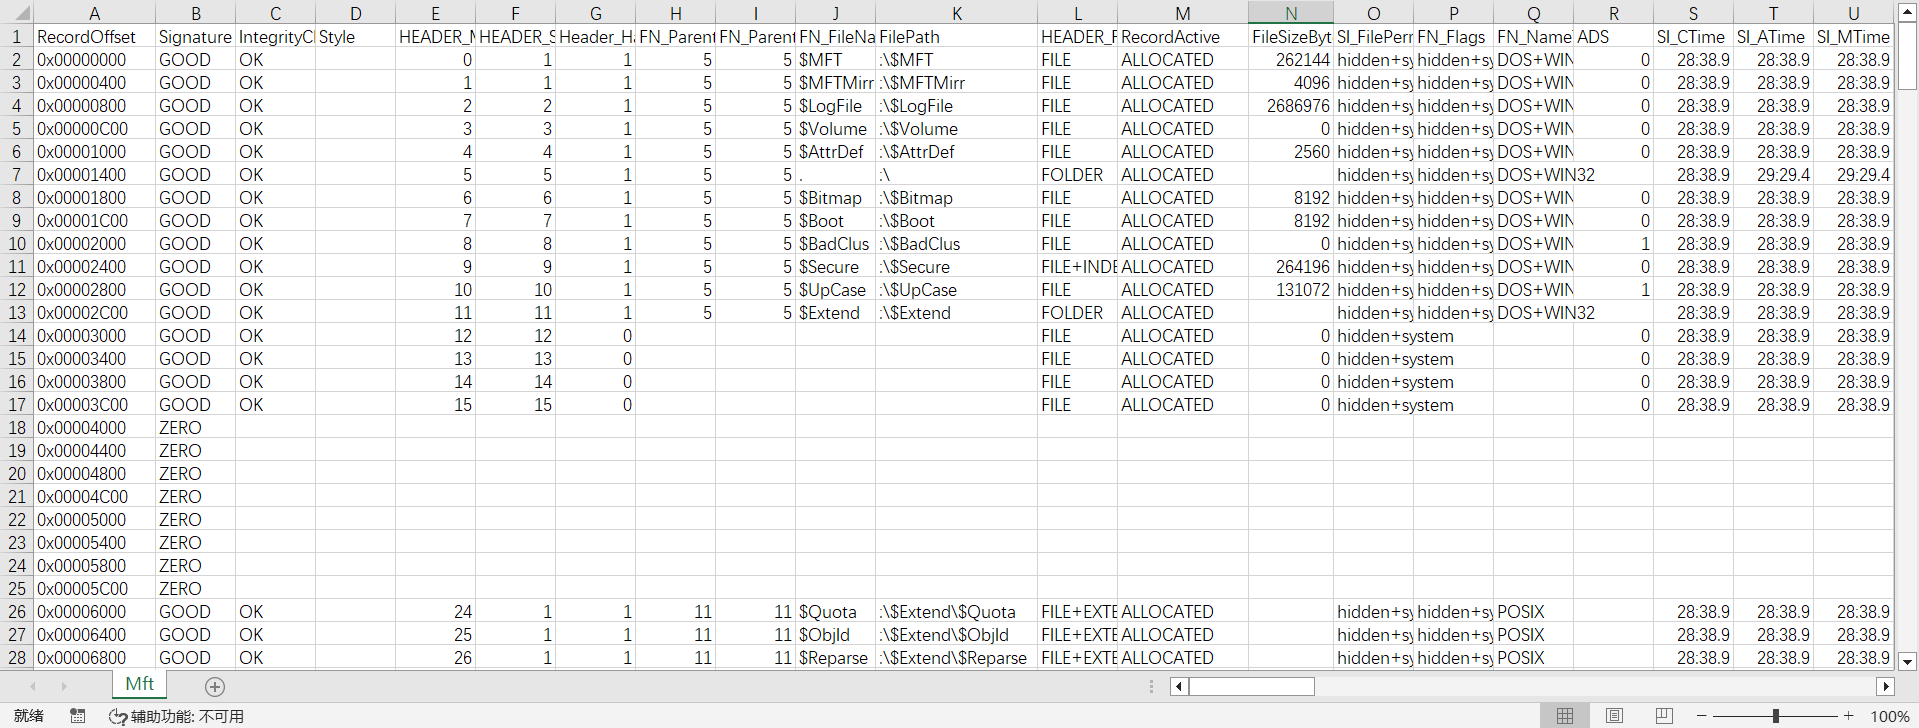 A B C D E F G H I J K L M N O P Q R S T U
1 RecordOffset Signature IntegrityCl Style HEADER_M HEADER_S Header_Ha FN_Parent FN_Parent FN_FileNa FilePath HEADER_F RecordActive FileSizeByt SI_FilePerr FN_Flags FN_Name ADS SI_CTime SI_ATime SI_MTime
2 0x00000000 GOOD OK 0 1 1 5 5 $MFT :\$MFT FILE ALLOCATED 262144 hidden+sy hidden+sy DOS+WIN 0 28:38.9 28:38.9 28:38.9
3 0x00000400 GOOD OK 1 1 1 5 5 $MFTMirr :\$MFTMirr FILE ALLOCATED 4096 hidden+sy hidden+sy DOS+WIN 0 28:38.9 28:38.9 28:38.9
4 0x00000800 GOOD OK 2 2 1 5 5 $LogFile :\$LogFile FILE ALLOCATED 2686976 hidden+sy hidden+sy DOS+WIN 0 28:38.9 28:38.9 28:38.9
5 0x00000C00 GOOD OK 3 3 1 5 5 $Volume :\$Volume FILE ALLOCATED 0 hidden+sy hidden+sy DOS+WIN 0 28:38.9 28:38.9 28:38.9
6 0x00001000 GOOD OK 4 4 1 5 5 $AttrDef :\$AttrDef FILE ALLOCATED 2560 hidden+sy hidden+sy DOS+WIN 0 28:38.9 28:38.9 28:38.9
7 0x00001400 GOOD OK 5 5 1 5 5 . :\ FOLDER ALLOCATED hidden+sy hidden+sy DOS+WIN32 28:38.9 29:29.4 29:29.4
8 0x00001800 GOOD OK 6 6 1 5 5 $Bitmap :\$Bitmap FILE ALLOCATED 8192 hidden+sy hidden+sy DOS+WIN 0 28:38.9 28:38.9 28:38.9
9 0x00001C00 GOOD OK 7 7 1 5 5 $Boot :\$Boot FILE ALLOCATED 8192 hidden+sy hidden+sy DOS+WIN 0 28:38.9 28:38.9 28:38.9
10 0x00002000 GOOD OK 8 8 1 5 5 $BadClus :\$BadClus FILE ALLOCATED 0 hidden+sy hidden+sy DOS+WIN 1 28:38.9 28:38.9 28:38.9
11 0x00002400 GOOD OK 9 9 1 5 5 $Secure :\$Secure FILE+INDE ALLOCATED 264196 hidden+sy hidden+sy DOS+WIN 0 28:38.9 28:38.9 28:38.9
12 0x00002800 GOOD OK 10 10 1 5 5 $UpCase :\$UpCase FILE ALLOCATED 131072 hidden+sy hidden+sy DOS+WIN 1 28:38.9 28:38.9 28:38.9
13 0x00002C00 GOOD OK 11 11 1 5 5 $Extend :\$Extend FOLDER ALLOCATED hidden+sy hidden+sy DOS+WIN32 28:38.9 28:38.9 28:38.9
14 0x00003000 GOOD OK 12 12 0 FILE ALLOCATED 0 hidden+system 0 28:38.9 28:38.9 28:38.9
15 0x00003400 GOOD OK 13 13 0 FILE ALLOCATED 0 hidden+system 0 28:38.9 28:38.9 28:38.9
16 0x00003800 GOOD OK 14 14 0 FILE ALLOCATED 0 hidden+system 0 28:38.9 28:38.9 28:38.9
17 0x00003C00 GOOD OK 15 15 0 FILE ALLOCATED 0 hidden+system 0 28:38.9 28:38.9 28:38.9
18 0x00004000 ZERO
19 0x00004400 ZERO
20 0x00004800 ZERO
21 0x00004C00 ZERO
22 0x00005000 ZERO
23 0x00005400 ZERO
24 0x00005800 ZERO
25 0x00005C00 ZERO
26 0x00006000 GOOD OK 24 1 1 11 11 $Quota :\$Extend\$Quota FILE+EXTE ALLOCATED hidden+sy hidden+sy POSIX 28:38.9 28:38.9 28:38.9
27 0x00006400 GOOD OK 25 1 1 11 11 $ObjId :\$Extend\$ObjId FILE+EXTE ALLOCATED hidden+sy hidden+sy POSIX 28:38.9 28:38.9 28:38.9
28 0x00006800 GOOD OK 26 1 1 11 11 $Reparse :\$Extend\$Reparse FILE+EXTE ALLOCATED hidden+sy hidden+sy POSIX 28:38.9 28:38.9 28:38.9
Mft
就绪 辅助功能: 不可用 100%